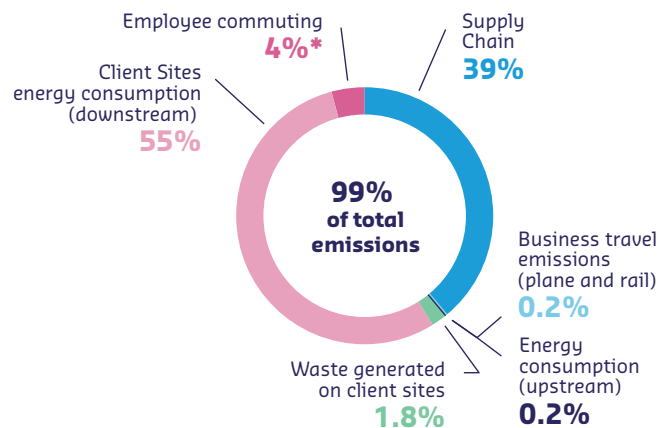 Employee commuting
4%*
Supply
Chain
39%
Client Sites
energy consumption
(downstream)
55%
99%
of total
emissions
Business travel
emissions
(plane and rail)
0.2%
Energy
consumption
(upstream)
0.2%
Waste generated
on client sites
1.8%